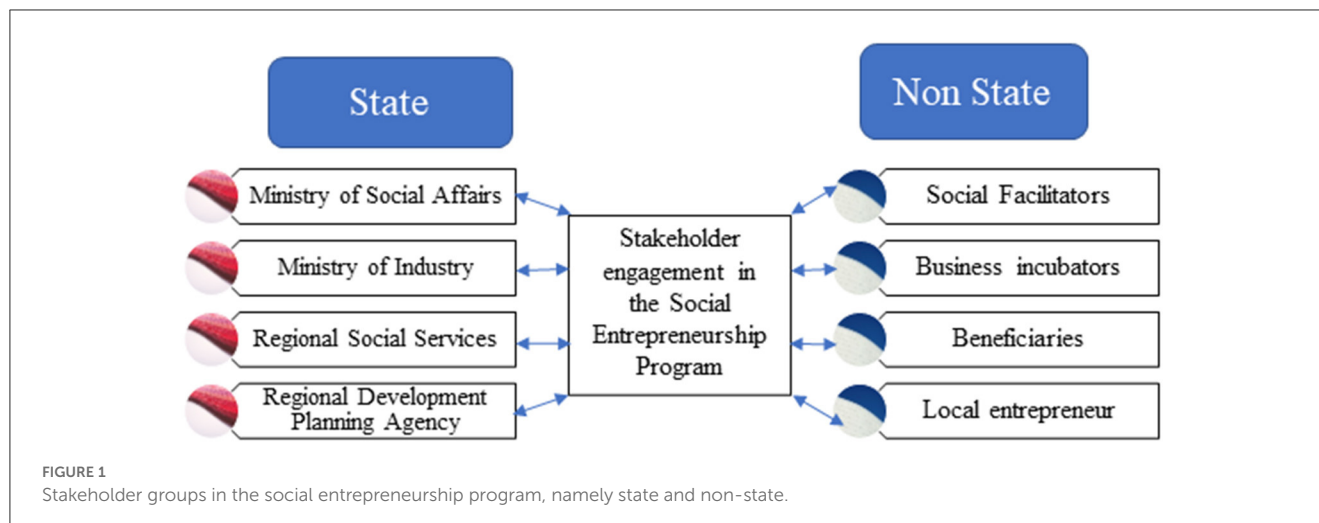 State
Non State
Ministry of Social Affairs
Ministry of Industry
Regional Social Services
Regional Development
Planning Agency
Stakeholder
engagement in
the Social
Entrepreneurship
Program
Social Facilitators
Business incubators
Beneficiaries
Local entrepreneur
FIGURE 1
Stakeholder groups in the social entrepreneurship program, namely state and non-state.